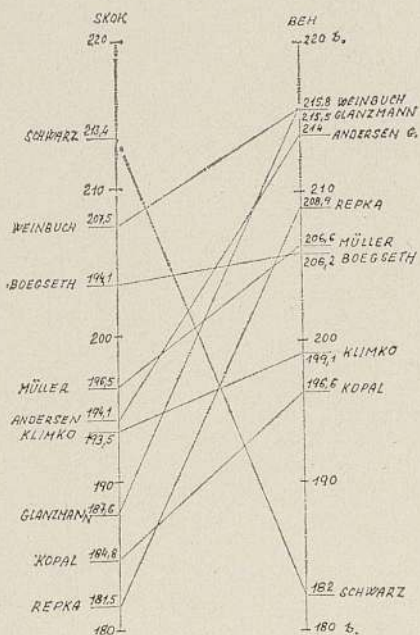 SKOK BEH
220 220 b.
215,8 WEINBUCH
215,5 GLANZMANN
SCHWARZ 213,4 214 ANDERSEN G.
210 210
208,9 REPKA
WEINBUCH 207,5
206,6 MÜLLER
BOEGSETH 194,1 206,2 BOEGSETH
200 200
199,1 KLIMKO
MÜLLER 196,5 196,6 KOPAL
ANDERSEN 194,1
KLIMKO 193,5
190 190
GLANZMANN 187,6
KOPAL 184,8
REPKA 181,5 182 SCHWARZ
180 180 b.